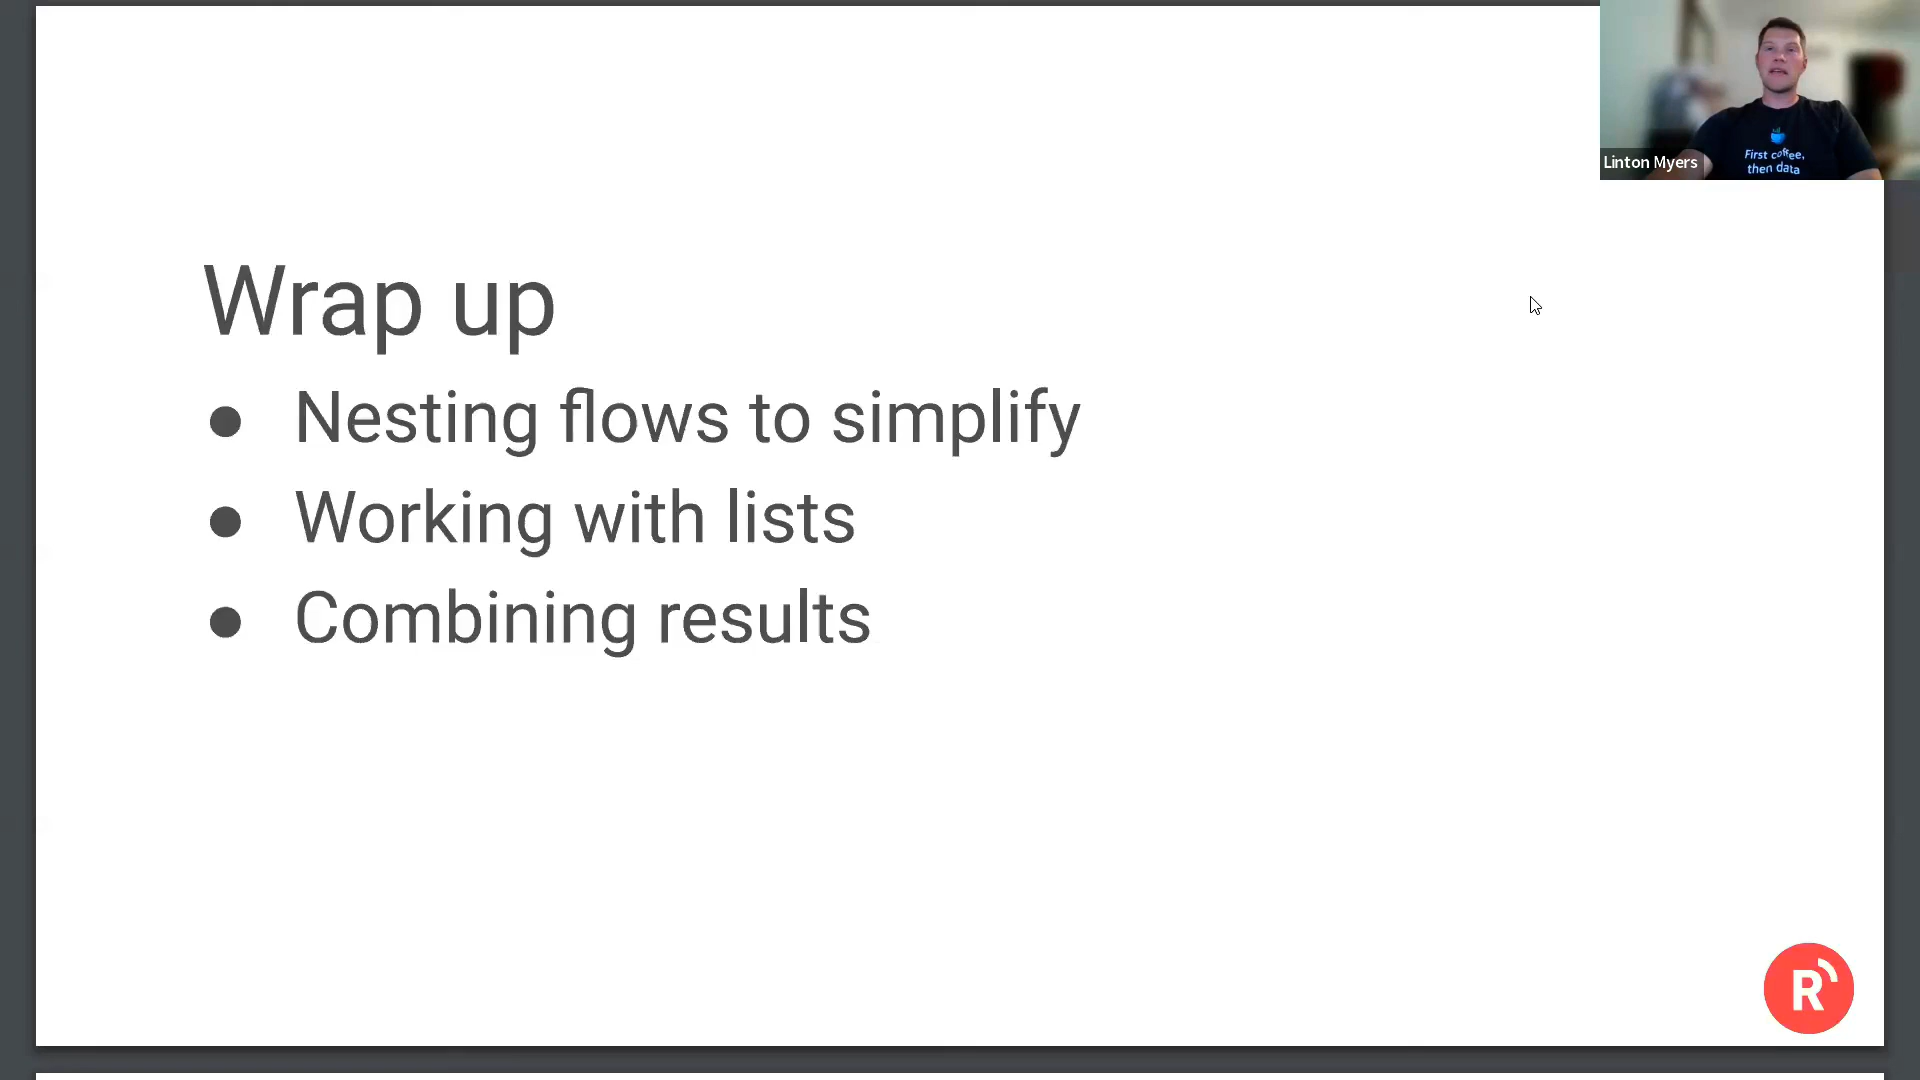 Wrap up
● Nesting flows to simplify
● Working with lists
● Combining results
Linton Myers
First coffee,
then data
R